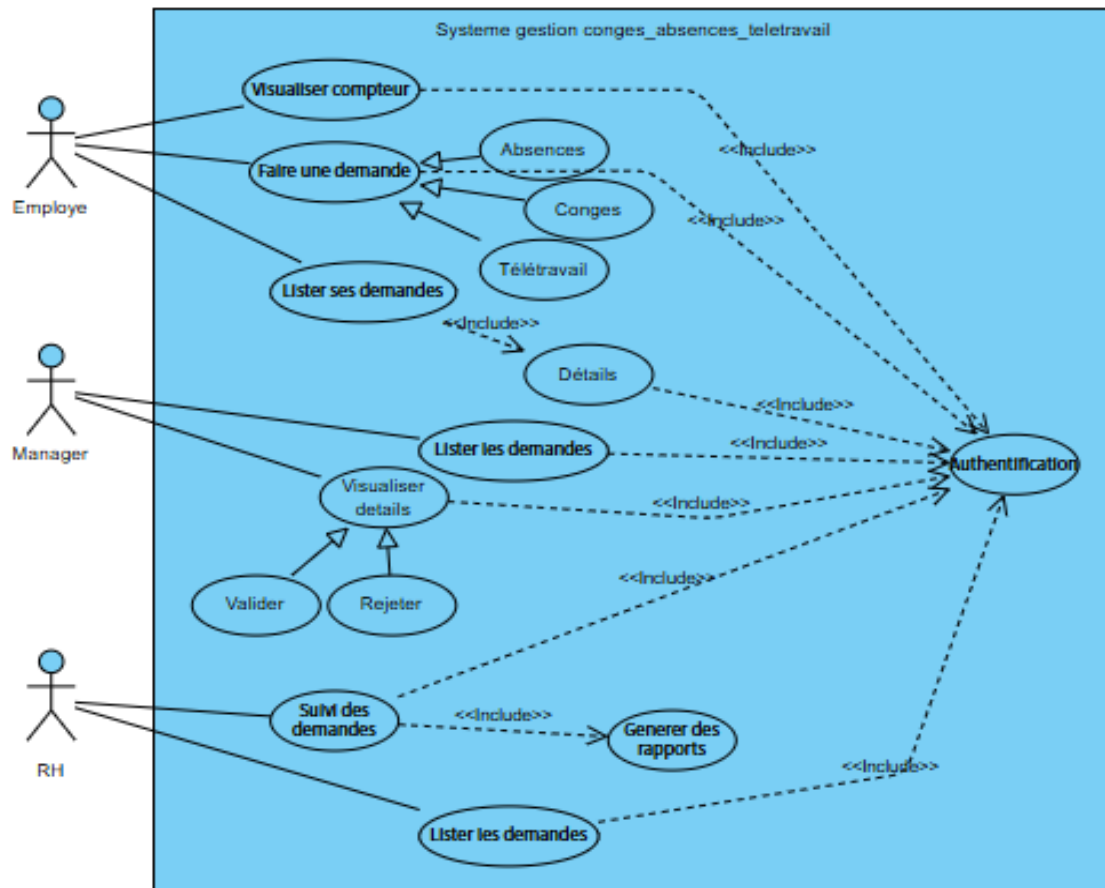 Systeme gestion conges_absences_teletravail
Visualiser compteur
Absences
<<Include>>
Faire une demande
Employe
Conges
<<Include>>
Télétravail
Lister ses demandes
<<Include>>
Détails
<<Include>>
Manager
Lister les demandes
<<Include>>
Authentification
Visualiser
details
<<Include>>
<<Include>>
Valider
Rejeter
Suivi des
demandes
<<Include>>
Génerer des
rapports
RH
<<Include>>
Lister les demandes